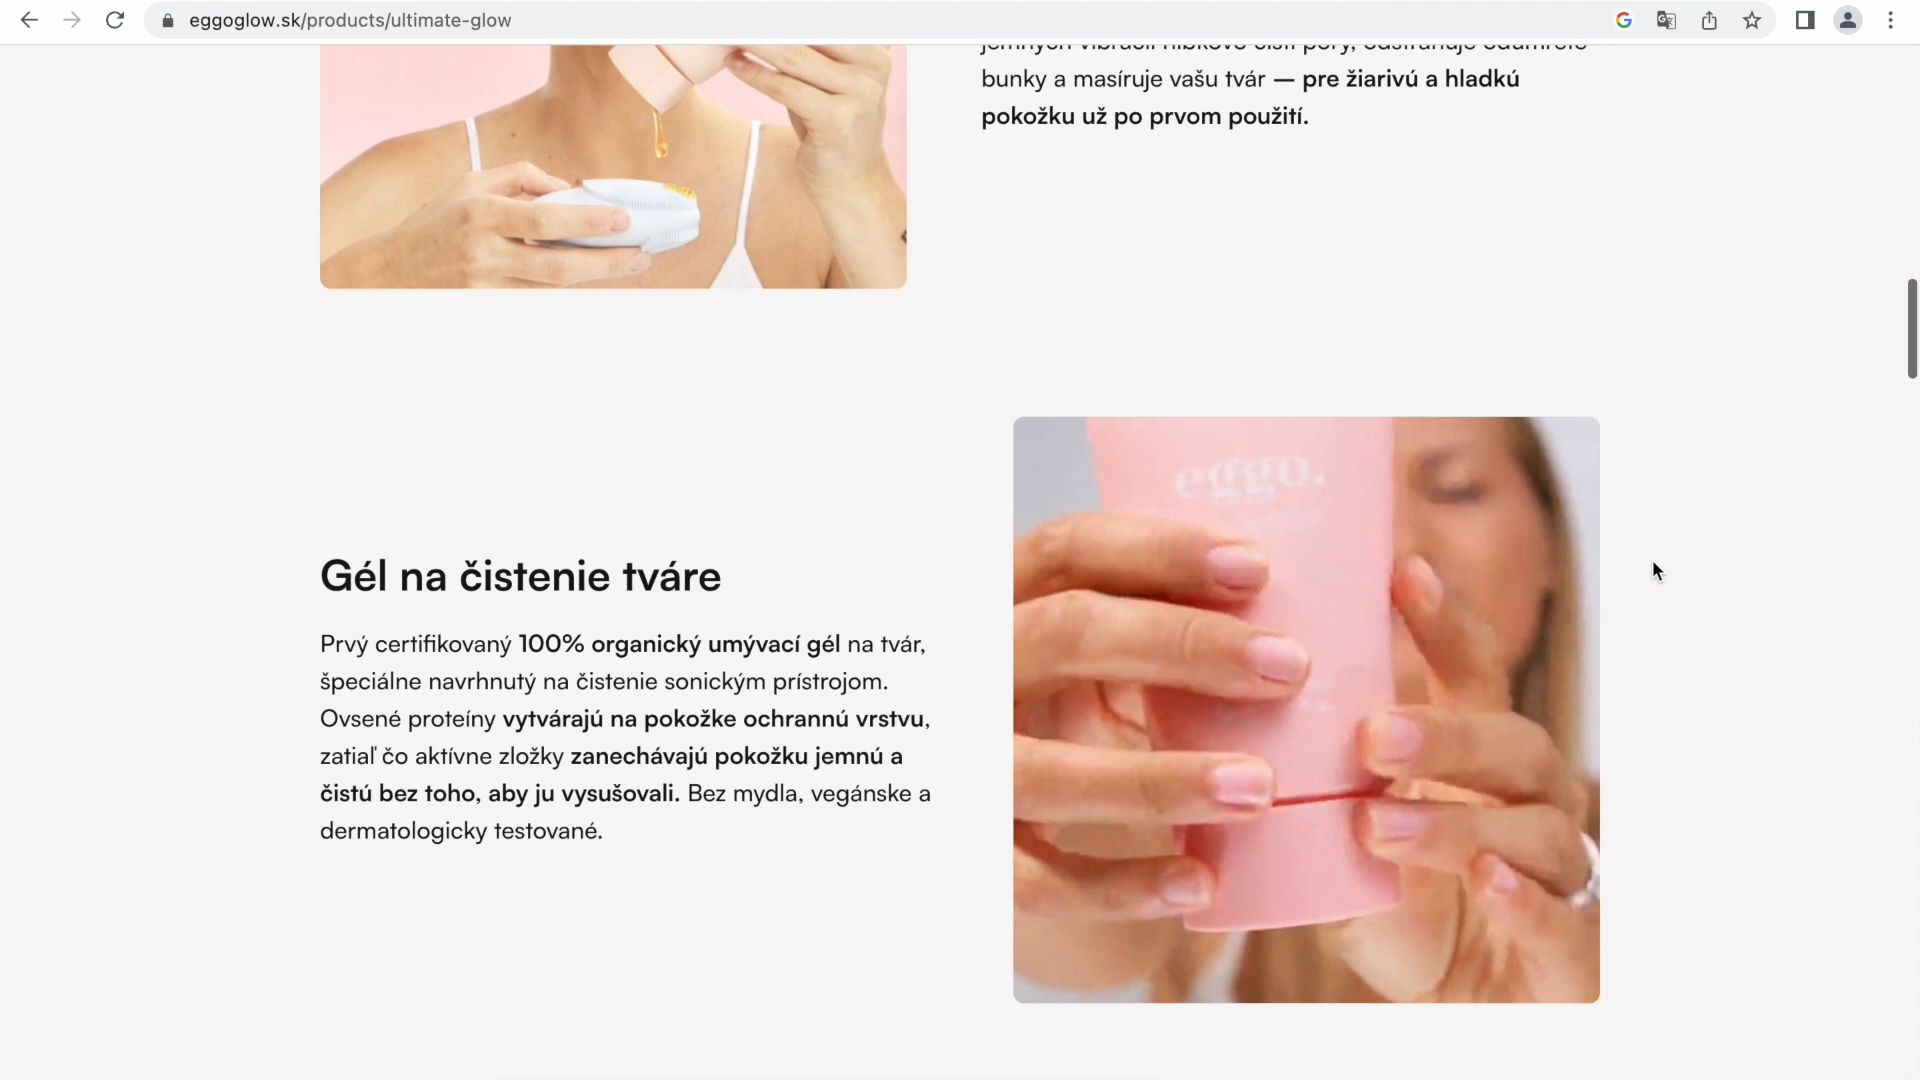 eggoglow.sk/products/ultimate-glow
bunky a masíruje vašu tvár — pre žiarivú a hladkú
pokožku už po prvom použití.
eggo.
Gél na čistenie tváre
Prvý certifikovaný 100% organický umývací gél na tvár,
špeciálne navrhnutý na čistenie sonickým prístrojom.
Ovsené proteíny vytvárajú na pokožke ochrannú vrstvu,
zatiaľ čo aktívne zložky zanechávajú pokožku jemnú a
čistú bez toho, aby ju vysušovali. Bez mydla, vegánske a
dermatologicky testované.